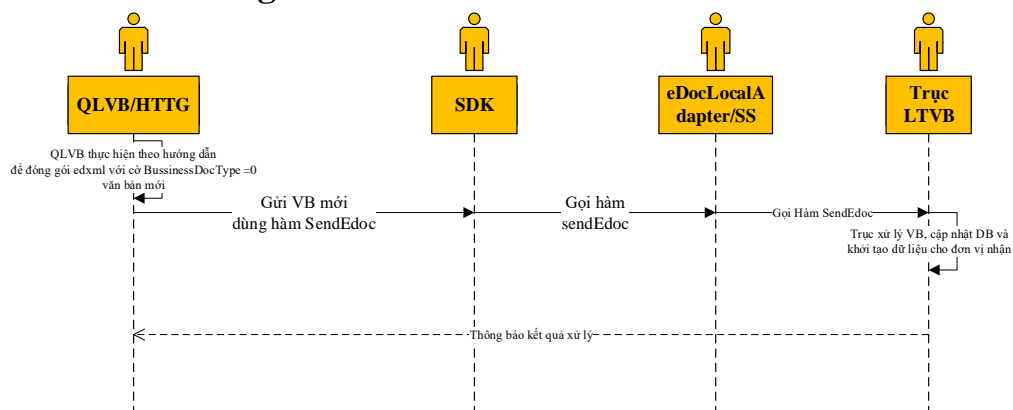 QLVB/HTTG
SDK
eDocLocalA
dapter/SS
Trục
LTVB
QLVB thực hiện theo hướng dẫn
để đóng gói edxml với cờ BussinessDocType =0
văn bản mới
Gửi VB mới
dùng hàm SendEdoc
Gọi hàm
sendEdoc
Gọi Hàm SendEdoc
Trục xử lý VB, cập nhật DB và
khởi tạo dữ liệu cho đơn vị nhận
Thông báo kết quả xử lý